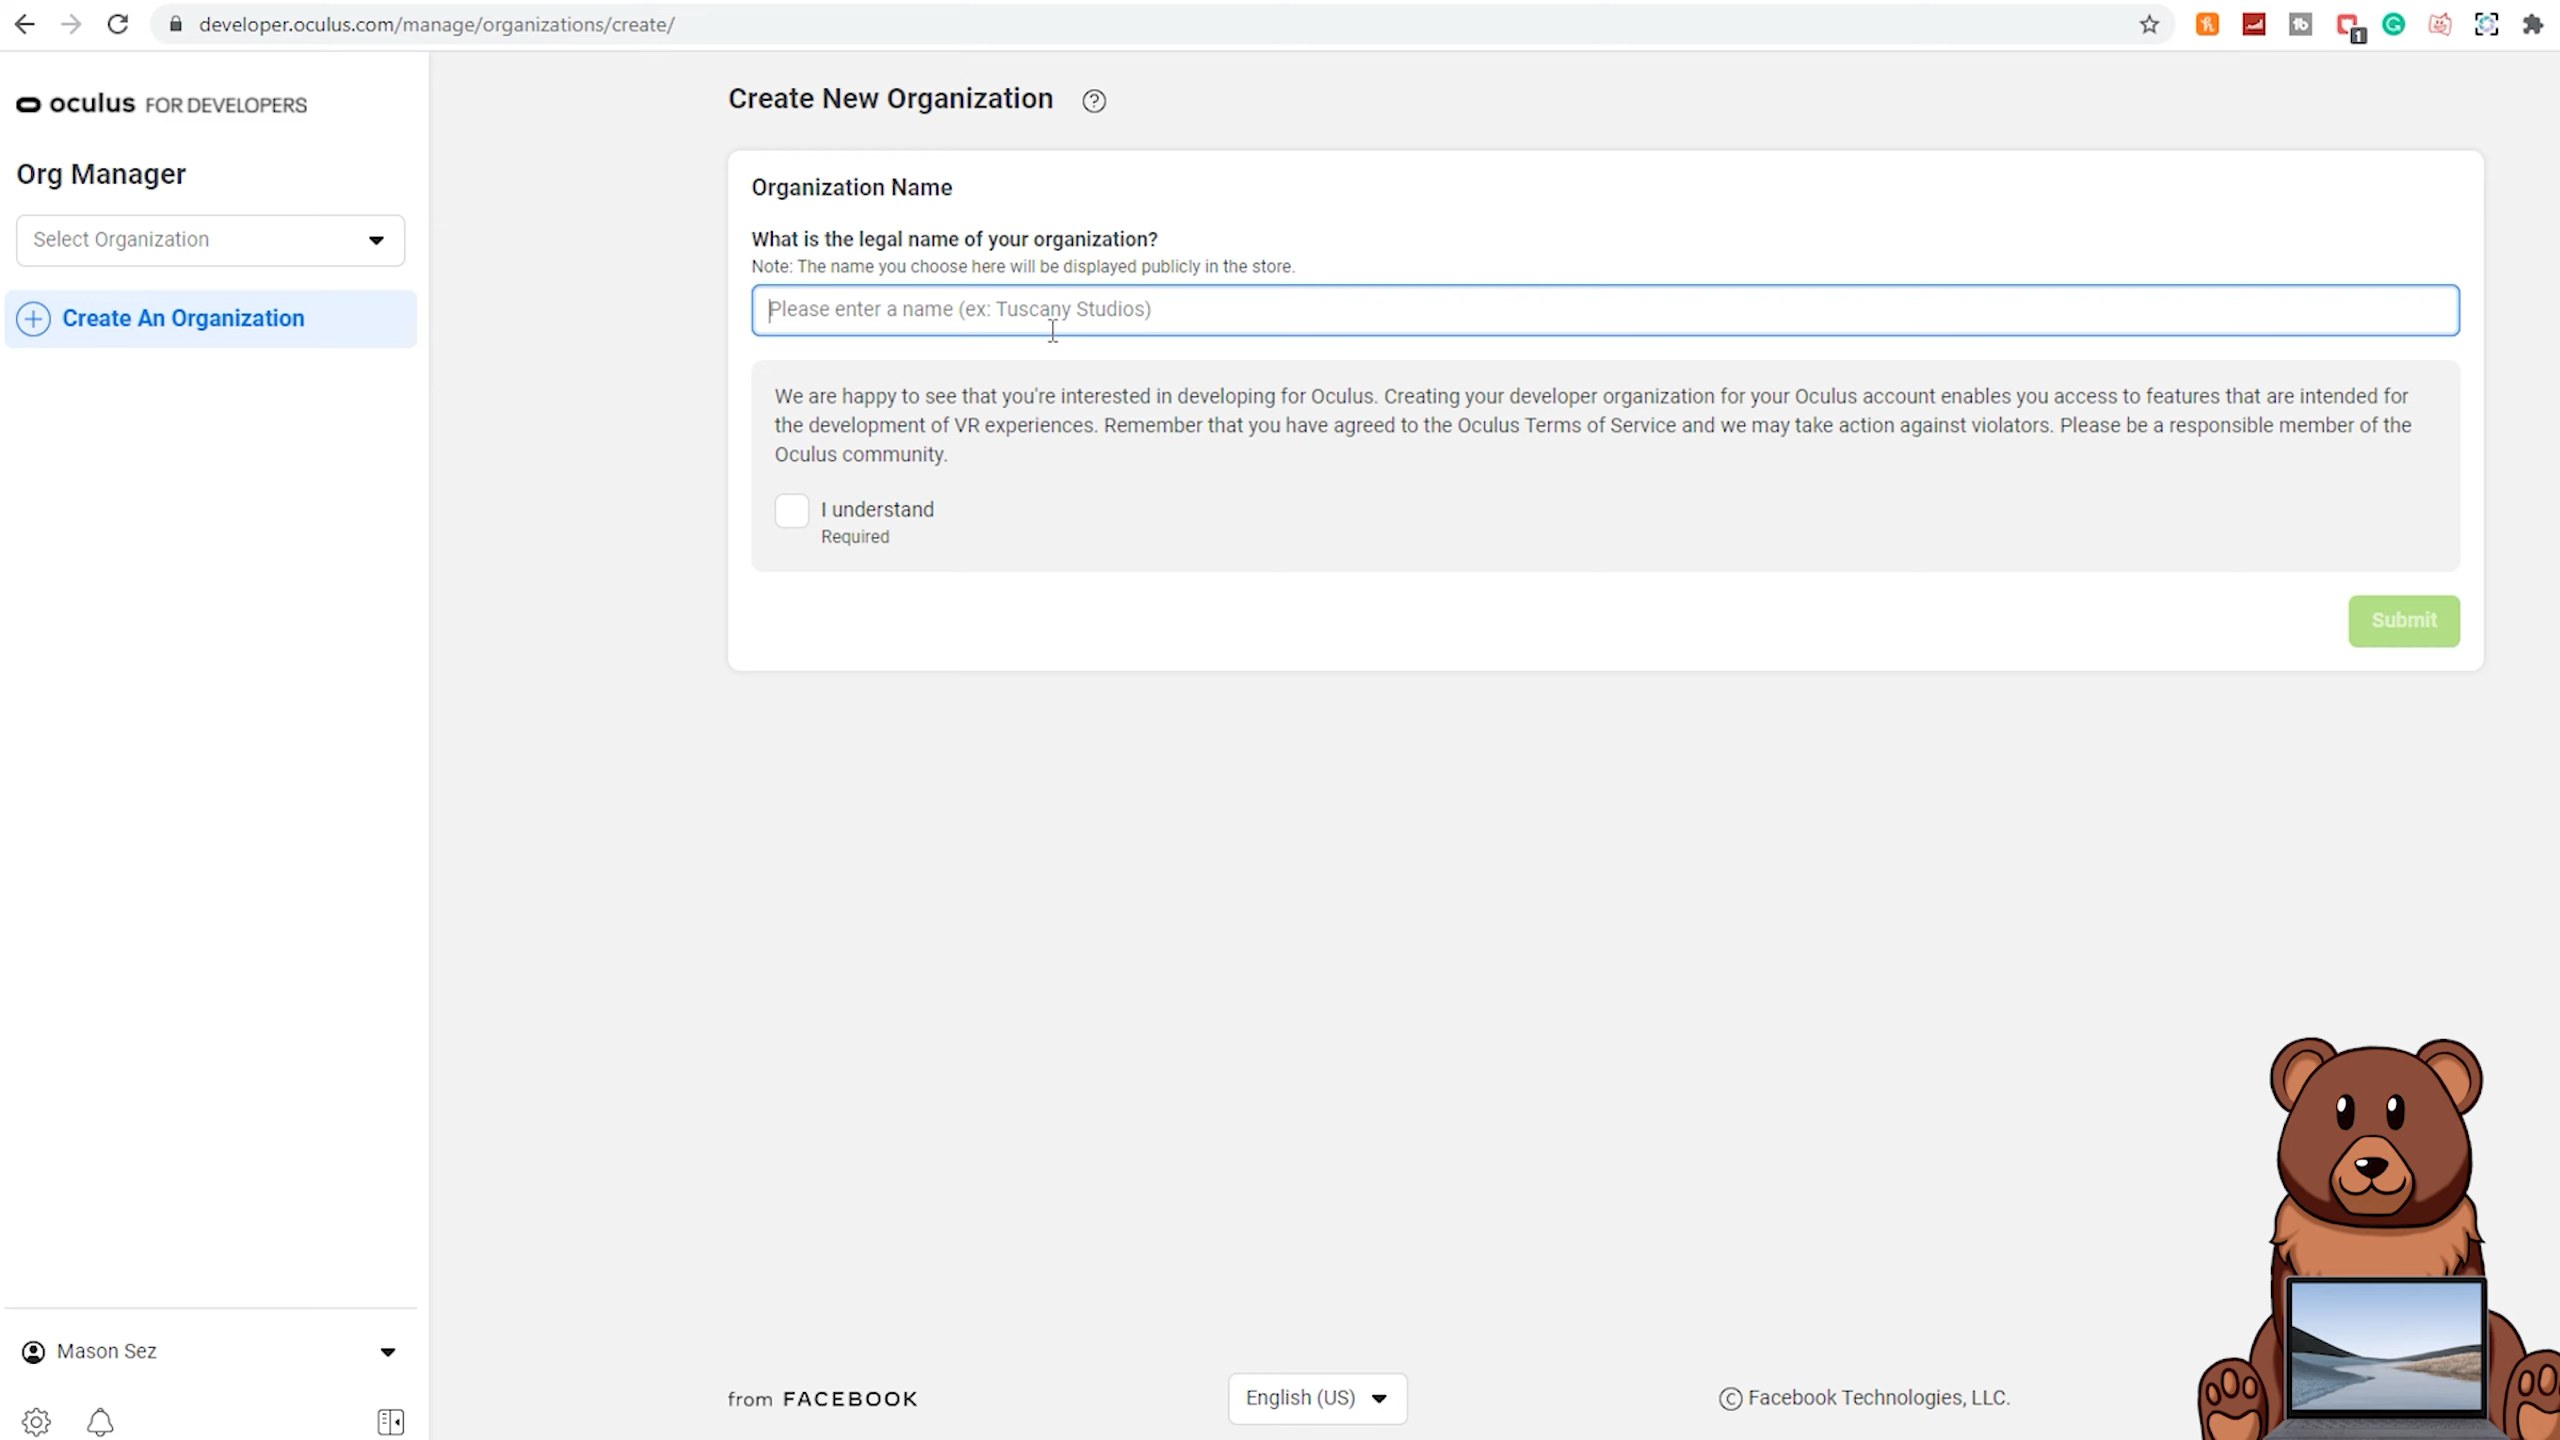 developer.oculus.com/manage/organizations/create/
1
oculus FOR DEVELOPERS
Org Manager
Select Organization
Create An Organization
Create New Organization
Organization Name
What is the legal name of your organization?
Note: The name you choose here will be displayed publicly in the store.
Please enter a name (ex: Tuscany Studios)
We are happy to see that you're interested in developing for Oculus. Creating your developer organization for your Oculus account enables you access to features that are intended for
the development of VR experiences. Remember that you have agreed to the Oculus Terms of Service and we may take action against violators. Please be a responsible member of the
Oculus community.
I understand
Required
Submit
Mason Sez
from FACEBOOK
English (US)
© Facebook Technologies, LLC.